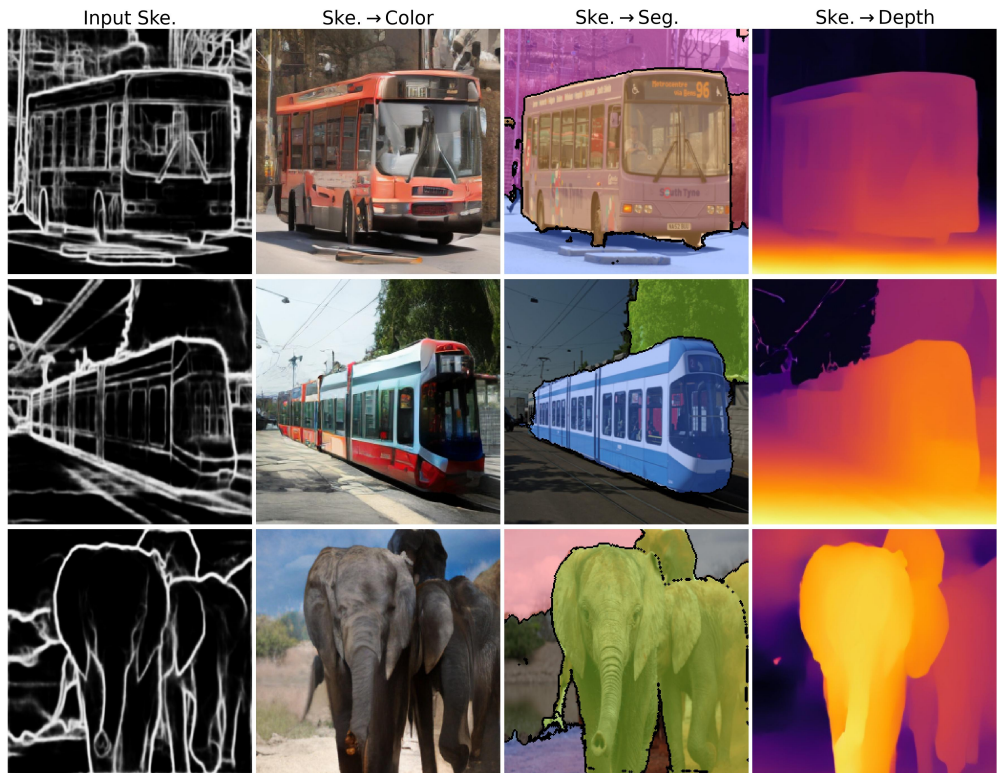 Input Ske.
Ske.→Color
Ske.→Seg.
Ske.→Depth
96
South Tyne